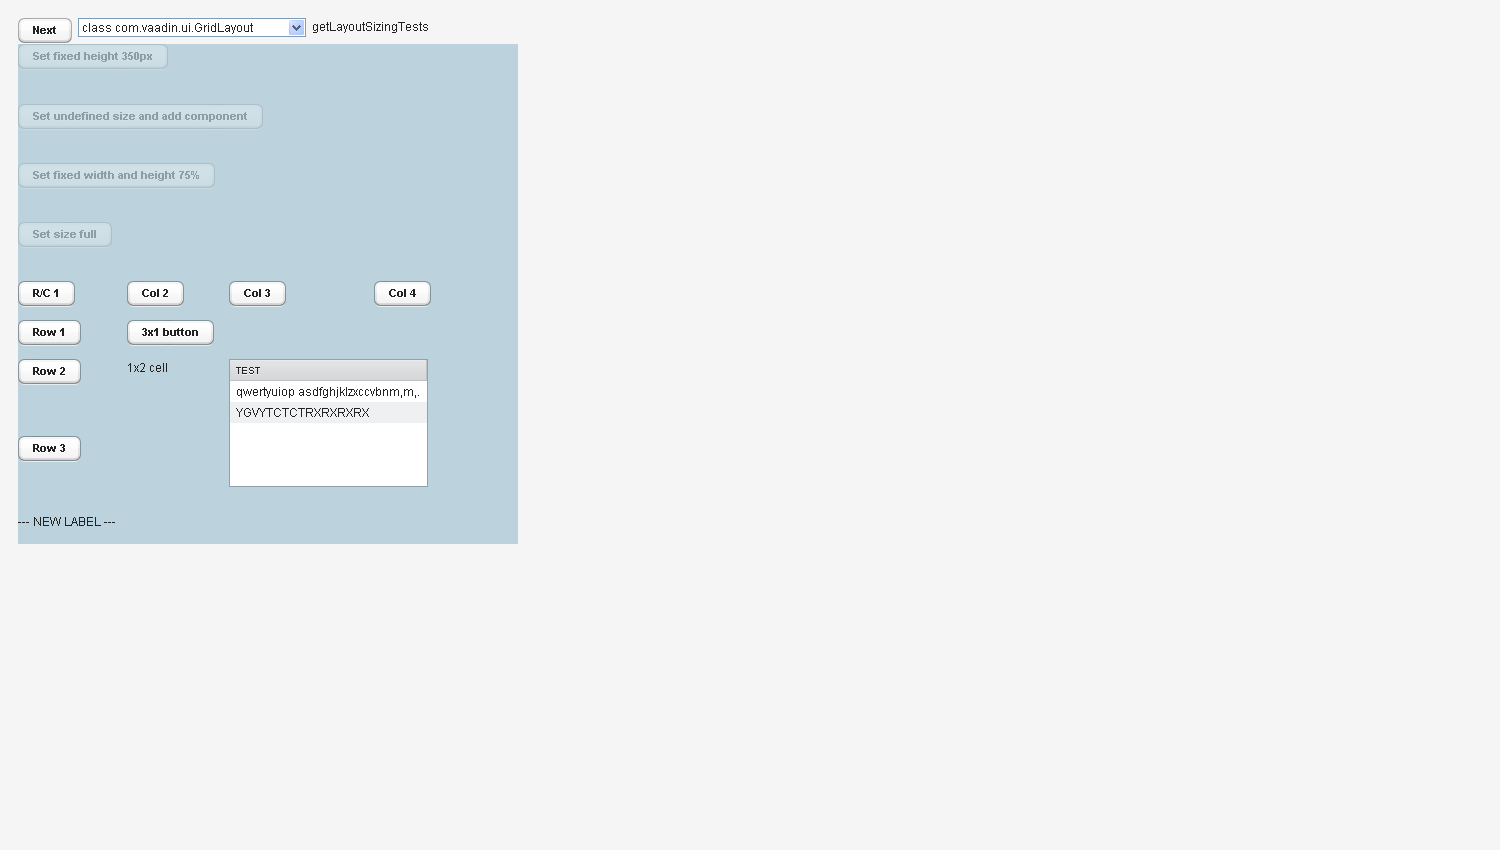 Next class com.vaadin.ui.GridLayout getLayoutSizingTests
Set fixed height 350px
Set undefined size and add component
Set fixed width and height 75%
Set size full
R/C 1 Col 2 Col 3 Col 4
Row 1 3x1 button
Row 2 1x2 cell TEST
qwertyuiop asdfghjklzxccvbnm,m,.
YGVYTCTCTRXRXRXRX
Row 3
--- NEW LABEL ---